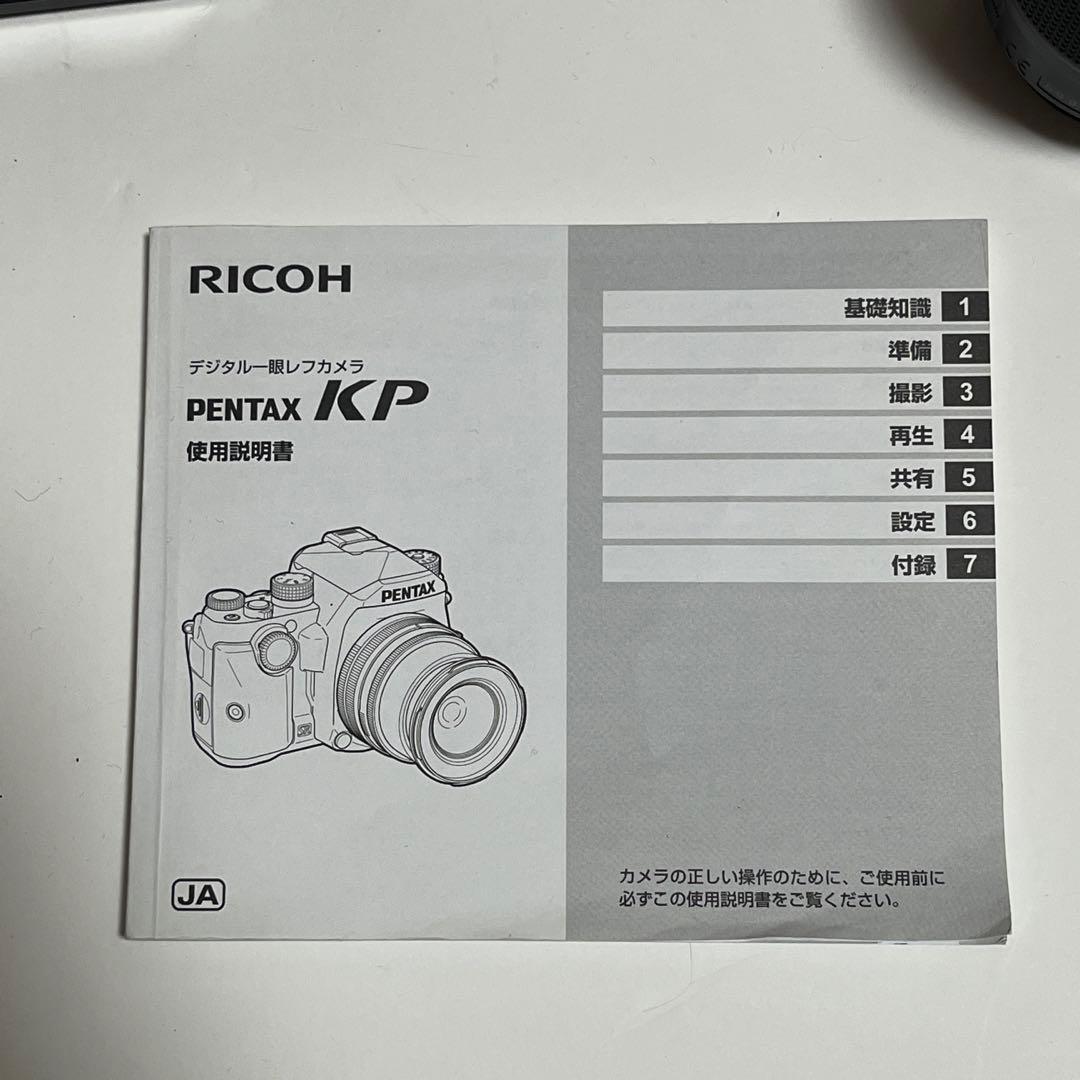 RICOH
デジタル一眼レフカメラ
PENTAX KP
使用説明書
PENTAX
JA
基礎知識 1
準備 2
撮影 3
再生 4
共有 5
設定 6
付録 7
カメラの正しい操作のために、ご使用前に
必ずこの使用説明書をご覧ください。
CE